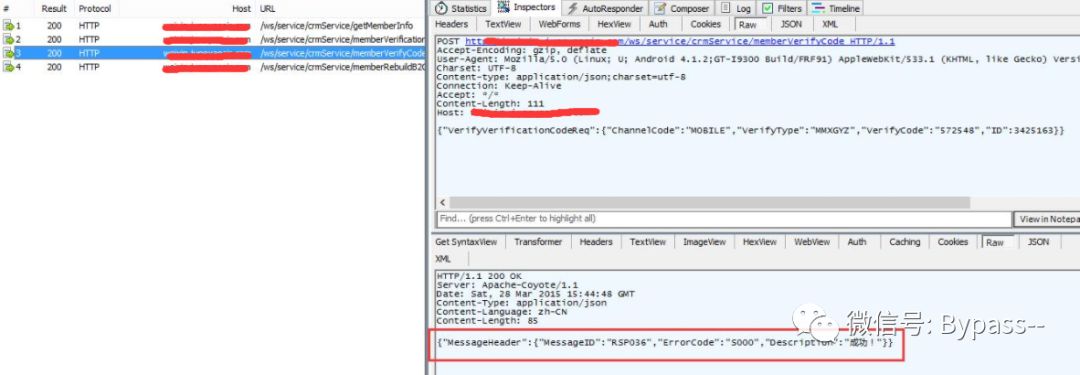 # Result Protocol Host URL
1 200 HTTP /ws/service/crmService/getMemberInfo
2 200 HTTP /ws/service/crmService/memberVerification
3 200 HTTP /ws/service/crmService/memberVerifyCode
4 200 HTTP /ws/service/crmService/memberRebuildB2C
Statistics Inspectors AutoResponder Composer Log Filters Timeline
Headers TextView WebForms HexView Auth Cookies Raw JSON XML
POST /ws/service/crmService/memberVerifyCode HTTP/1.1
Accept-Encoding: gzip, deflate
User-Agent: Mozilla/5.0 (Linux; U; Android 4.1.2;GT-I9300 Build/FRF91) AppleWebKit/533.1 (KHTML, like Gecko) Versi
Charset: UTF-8
Content-type: application/json;charset=utf-8
Connection: Keep-Alive
Accept: */*
Content-Length: 111
Host:
{"VerifyVerificationCodeReq":{"ChannelCode":"MOBILE","VerifyType":"MMXGYZ","VerifyCode":"572548","ID":3425163}}
Find... (press Ctrl+Enter to highlight all) View in Notepa
Get SyntaxView Transformer Headers TextView ImageView HexView WebView Auth Caching Cookies Raw JSON
XML
HTTP/1.1 200 OK
Server: Apache-Coyote/1.1
Date: Sat, 28 Mar 2015 15:44:48 GMT
Content-Type: application/json
Content-Language: zh-CN
Content-Length: 85
{"MessageHeader":{"MessageID":"RSP036","ErrorCode":"S000","Description":"成功！"}}
微信号: Bypass--